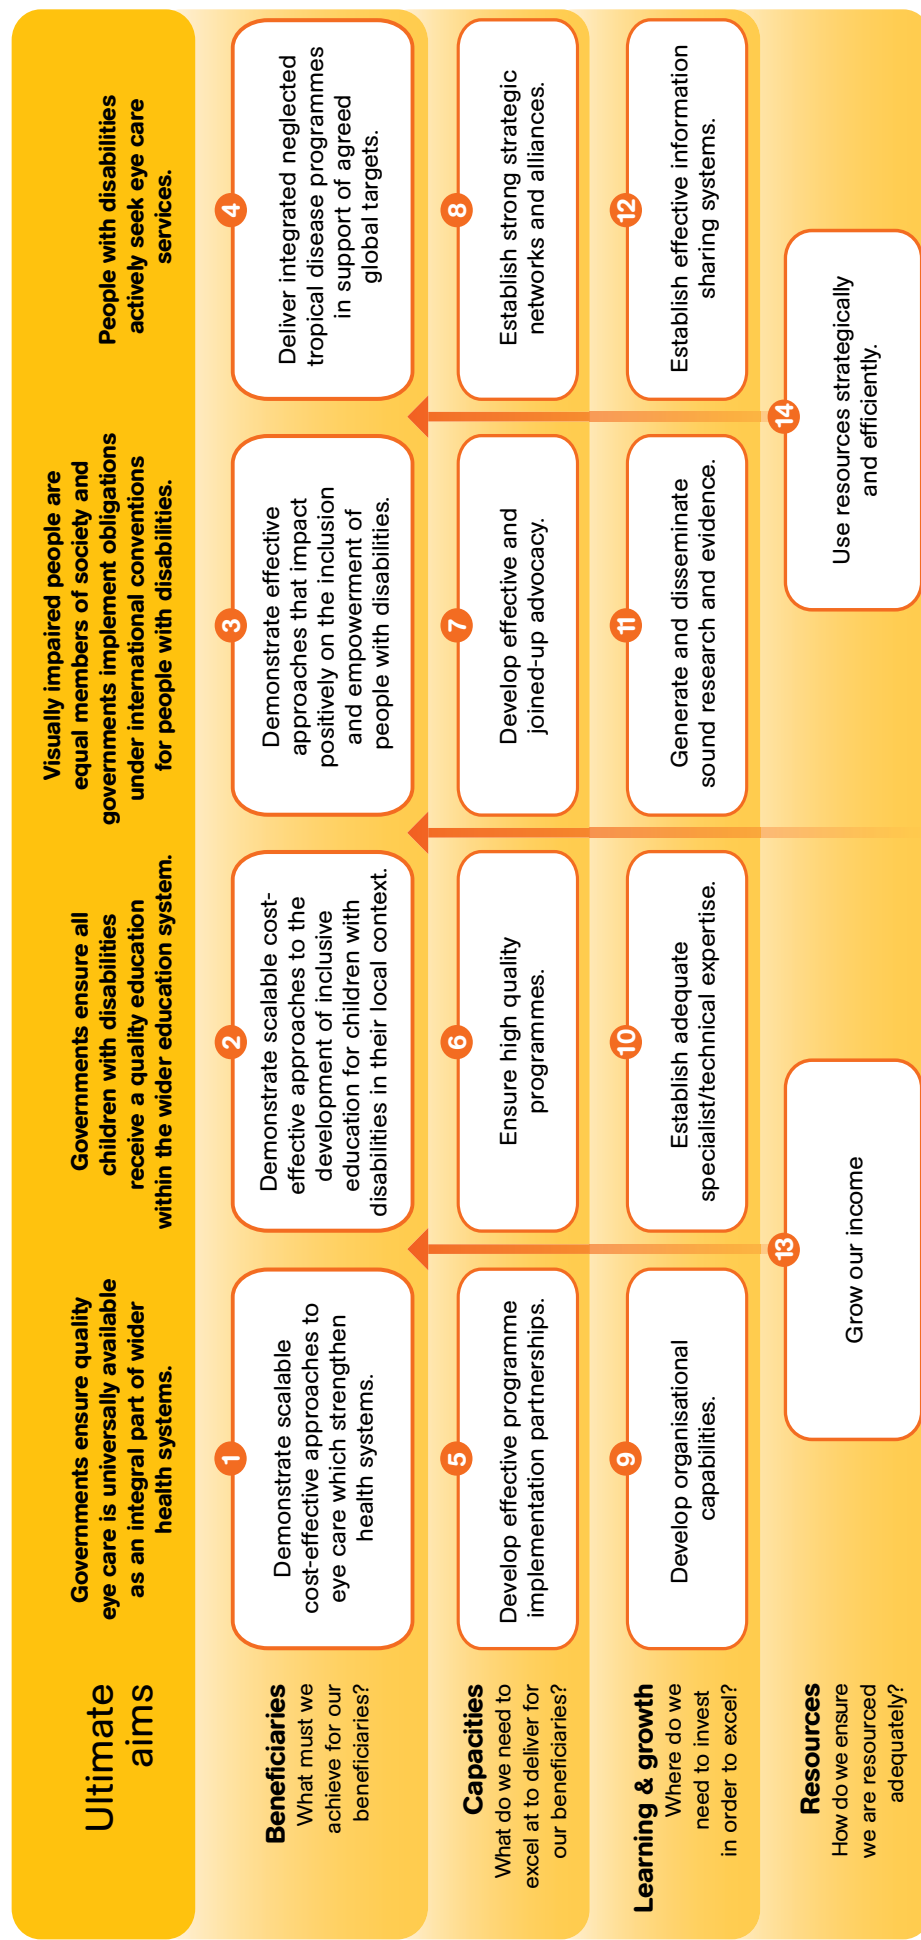 Ultimate
aims
Governments ensure quality
eye care is universally available
as an integral part of wider
health systems.
Governments ensure all
children with disabilities
receive a quality education
within the wider education system.
Visually impaired people are
equal members of society and
governments implement obligations
under international conventions
for people with disabilities.
People with disabilities
actively seek eye care
services.
Beneficiaries
What must we
achieve for our
beneficiaries?
1
Demonstrate scalable
cost-effective approaches to
eye care which strengthen
health systems.
2
Demonstrate scalable cost-
effective approaches to the
development of inclusive
education for children with
disabilities in their local context.
3
Demonstrate effective
approaches that impact
positively on the inclusion
and empowerment of
people with disabilities.
4
Deliver integrated neglected
tropical disease programmes
in support of agreed
global targets.
Capacities
What do we need to
excel at to deliver for
our beneficiaries?
5
Develop effective programme
implementation partnerships.
6
Ensure high quality
programmes.
7
Develop effective and
joined-up advocacy.
8
Establish strong strategic
networks and alliances.
Learning & growth
Where do we
need to invest
in order to excel?
9
Develop organisational
capabilities.
10
Establish adequate
specialist/technical expertise.
11
Generate and disseminate
sound research and evidence.
12
Establish effective information
sharing systems.
Resources
How do we ensure
we are resourced
adequately?
13
Grow our income
14
Use resources strategically
and efficiently.